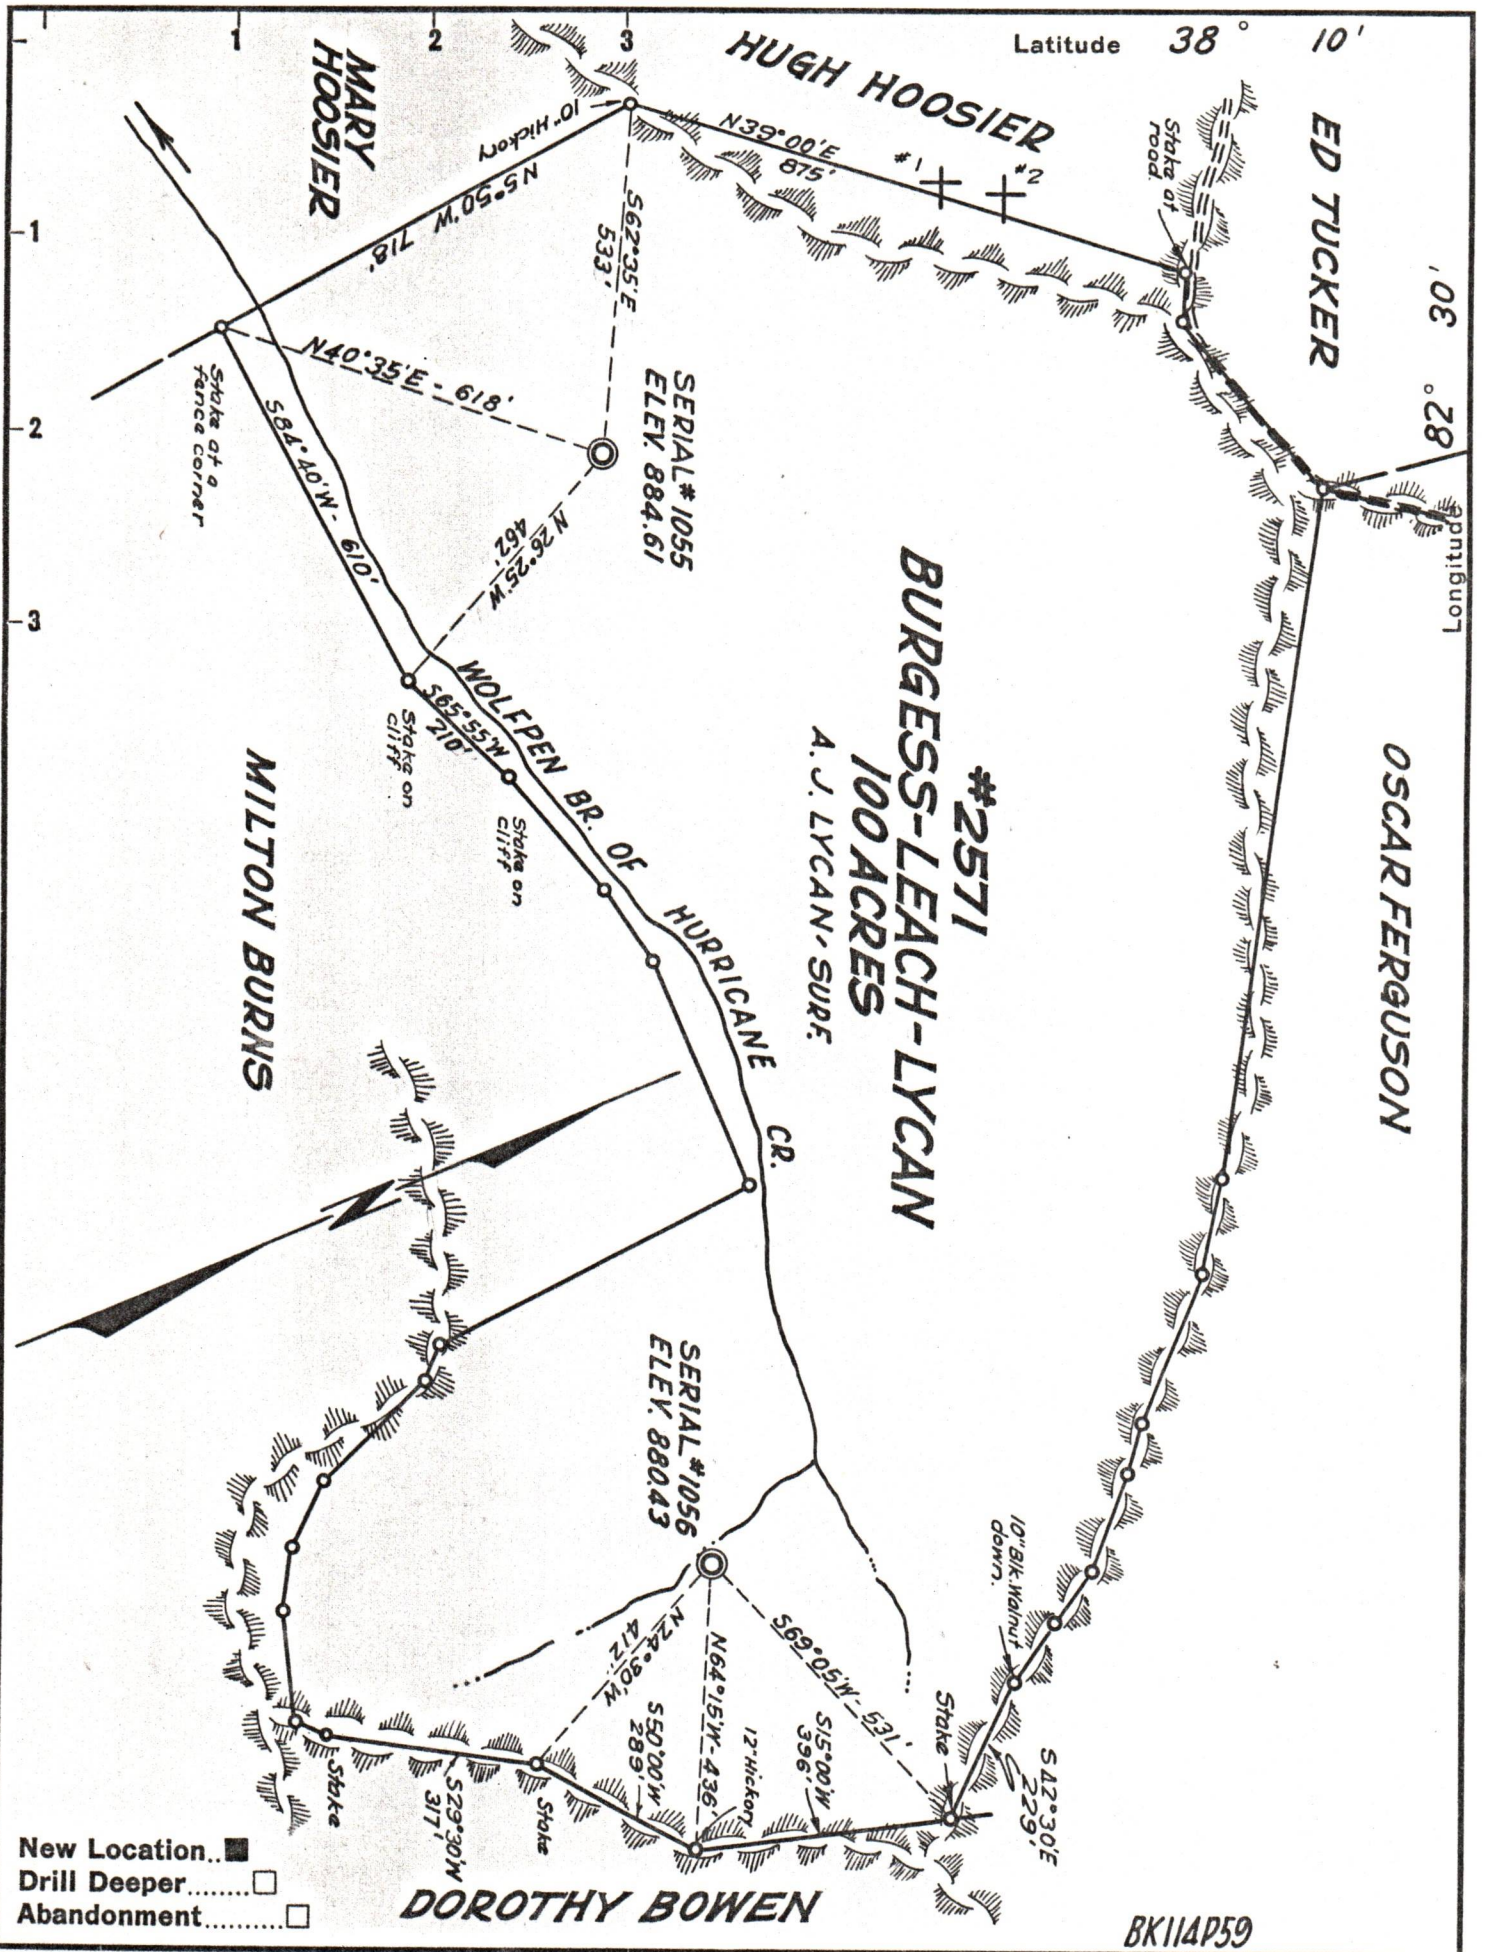 1
2
3
Latitude 38° 10'
-1
-2
-3
82° 30'
Longitude
MARY
HOOSIER
HUGH HOOSIER
ED TUCKER
OSCAR FERGUSON
10" Hickory
N5°50'W 718'
N39°00'E
875'
#1
#2
Stake at
road
S62°35'E
533'
N40°35'E - 618'
SERIAL # 1055
ELEV. 884.61
N 26°25'W
462'
Stake at a
fence corner
S84°40'W - 610'
S65°55'W
210'
Stake on
cliff
Stake on
cliff
WOLFPEN BR. OF HURRICANE CR.
#2571
BURGESS-LEACH-LYCAN
100 ACRES
A. J. LYCAN, SURF.
MILTON BURNS
N
SERIAL # 1056
ELEV. 880.43
10" Blk. Walnut
down.
S69°05'W - 531'
N64°15'W - 436'
N24°30'W
412'
Stake
S 42°30'E
229'
S15°00'W
396'
12" Hickory
S50°00'W
289'
Stake
S29°30'W
317'
Stake
DOROTHY BOWEN
New Location..
Drill Deeper........
Abandonment..........
BK114P59